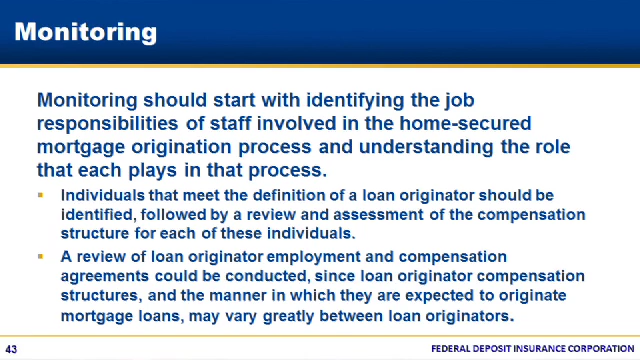 Monitoring
Monitoring should start with identifying the job
responsibilities of staff involved in the home-secured
mortgage origination process and understanding the role
that each plays in that process.
▪ Individuals that meet the definition of a loan originator should be
identified, followed by a review and assessment of the compensation
structure for each of these individuals.
▪ A review of loan originator employment and compensation
agreements could be conducted, since loan originator compensation
structures, and the manner in which they are expected to originate
mortgage loans, may vary greatly between loan originators.
43 FEDERAL DEPOSIT INSURANCE CORPORATION